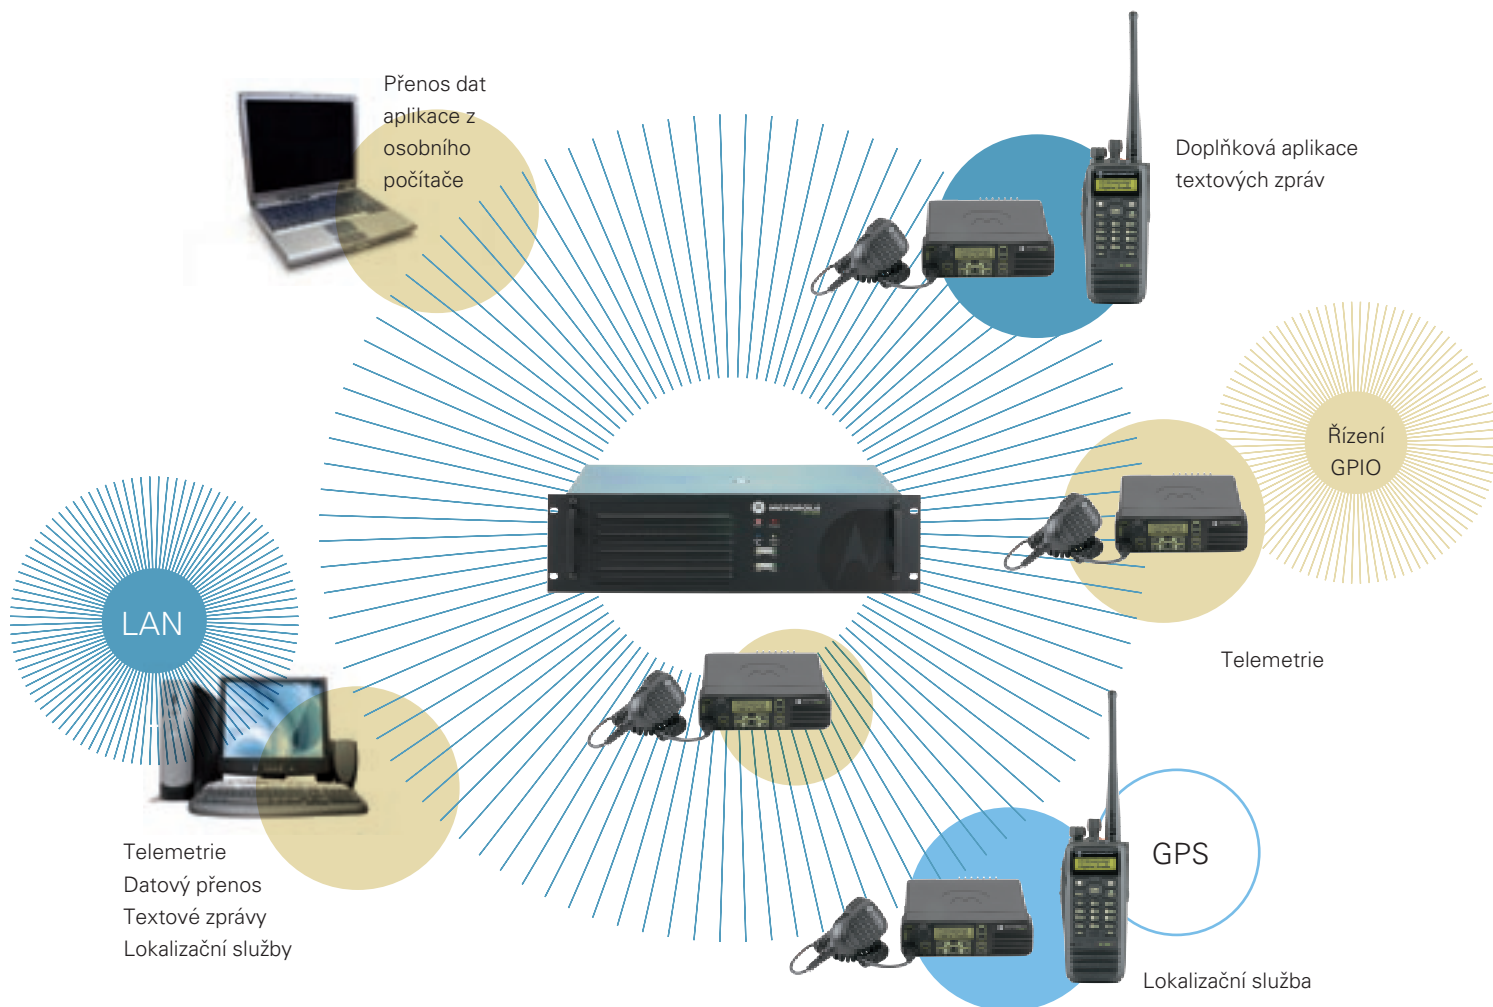 Přenos dat
aplikace z
osobního
počítače
Doplňková aplikace
textových zpráv
Řízení
GPIO
MOTOROLA
LAN
Telemetrie
Telemetrie
Datový přenos
Textové zprávy
Lokalizační služby
GPS
Lokalizační služba